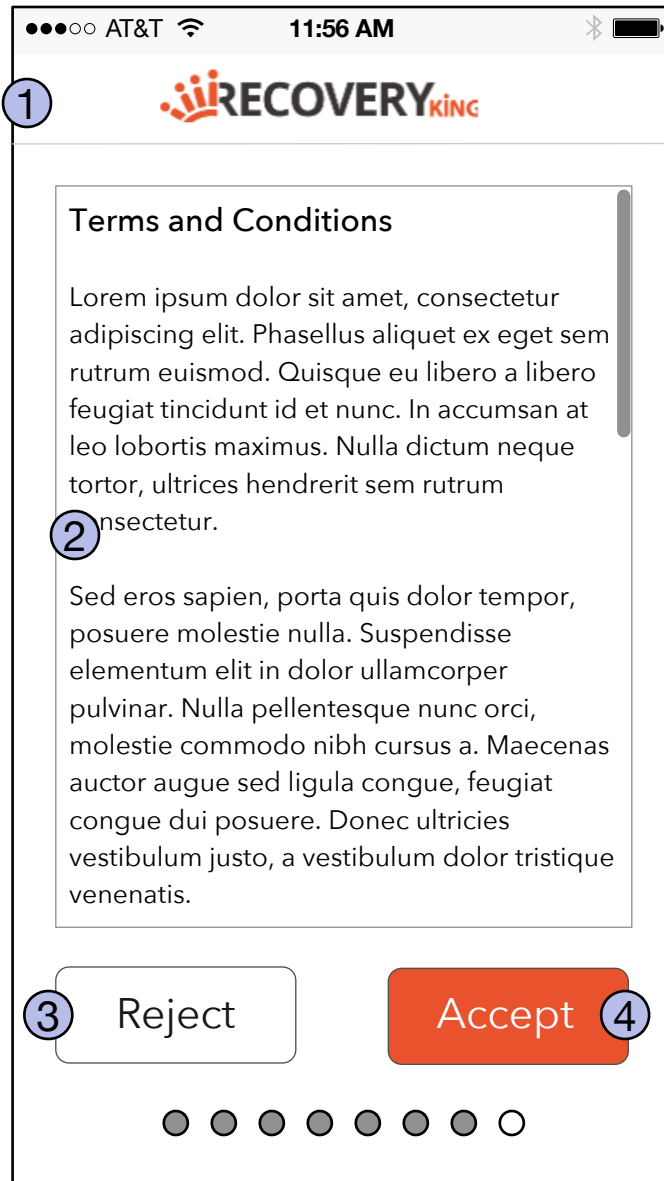 AT&T 11:56 AM
1
RECOVERY KING
Terms and Conditions
Lorem ipsum dolor sit amet, consectetur
adipiscing elit. Phasellus aliquet ex eget sem
rutrum euismod. Quisque eu libero a libero
feugiat tincidunt id et nunc. In accumsan at
leo lobortis maximus. Nulla dictum neque
tortor, ultrices hendrerit sem rutrum
2 nsectetur.
Sed eros sapien, porta quis dolor tempor,
posuere molestie nulla. Suspendisse
elementum elit in dolor ullamcorper
pulvinar. Nulla pellentesque nunc orci,
molestie commodo nibh cursus a. Maecenas
auctor augue sed ligula congue, feugiat
congue dui posuere. Donec ultricies
vestibulum justo, a vestibulum dolor tristique
venenatis.
3 Reject Accept 4